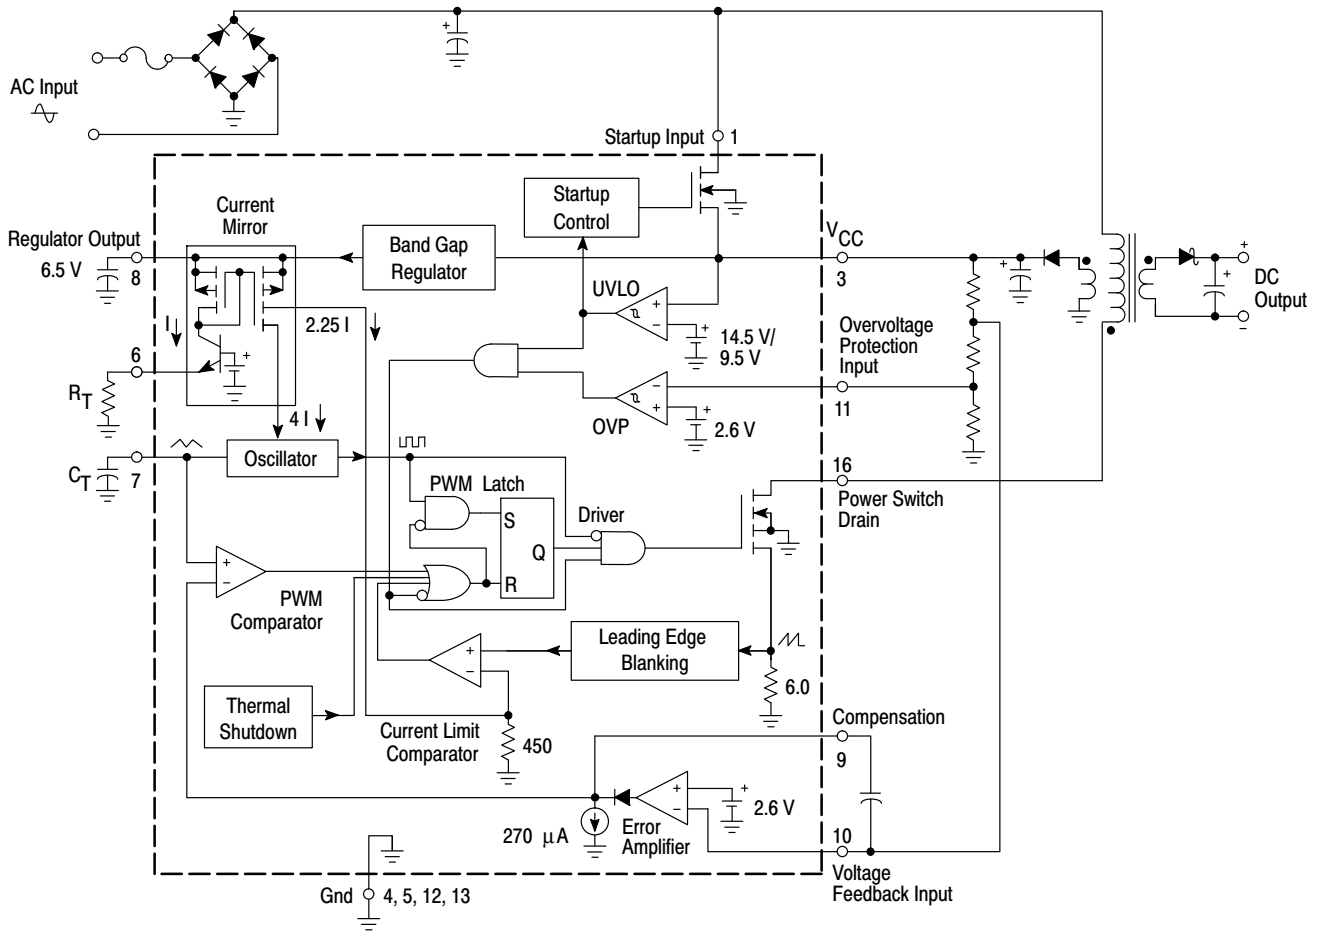 AC Input
Startup Input
1
Current
Mirror
Startup
Control
Regulator Output
6.5 V
8
Band Gap
Regulator
VCC
3
DC
Output
+
−
UVLO
14.5 V/
9.5 V
I
2.25 I
Overvoltage
Protection
Input
11
6
RT
4 I
OVP
2.6 V
CT
7
Oscillator
PWM Latch
S
Q
R
Driver
16
Power Switch
Drain
PWM
Comparator
Leading Edge
Blanking
6.0
Thermal
Shutdown
Current Limit
Comparator
450
Compensation
9
270 µA
Error
Amplifier
2.6 V
10
Voltage
Feedback Input
Gnd
4, 5, 12, 13